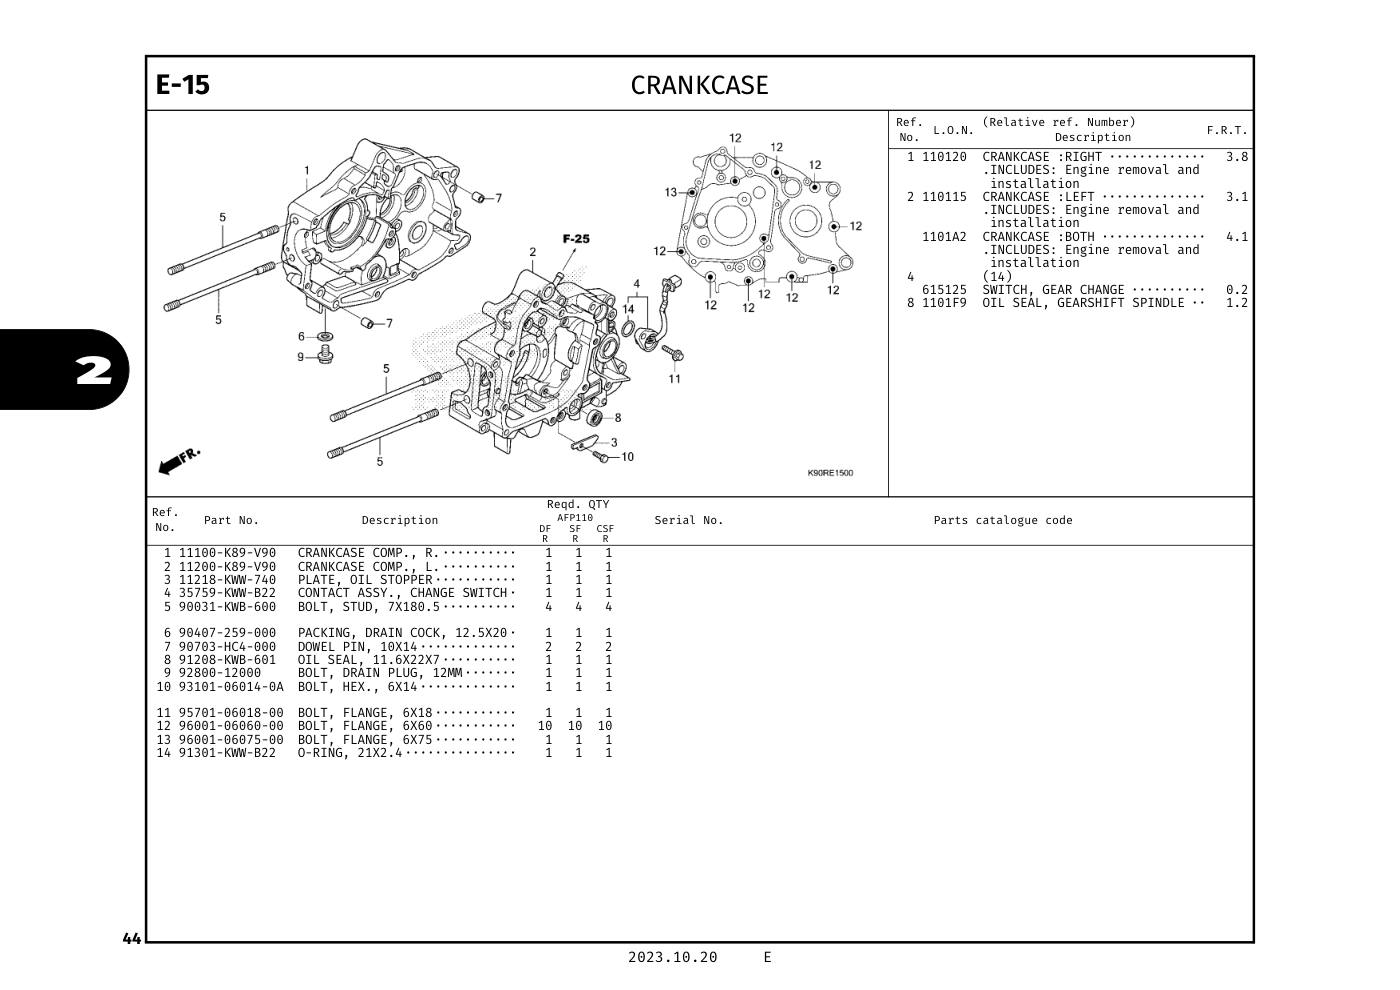 E-15
CRANKCASE
1
5
5
7
7
6
9
2
F-25
4
14
11
5
5
8
3
10
12
12
12
13
12
12
12
12
12
12
12
FR.
K90RE1500
Ref. No. L.O.N. (Relative ref. Number) Description F.R.T.
1 110120 CRANKCASE :RIGHT ············· 3.8
.INCLUDES: Engine removal and
installation
2 110115 CRANKCASE :LEFT ·············· 3.1
.INCLUDES: Engine removal and
installation
1101A2 CRANKCASE :BOTH ·············· 4.1
.INCLUDES: Engine removal and
installation
4 (14)
615125 SWITCH, GEAR CHANGE ·········· 0.2
8 1101F9 OIL SEAL, GEARSHIFT SPINDLE ·· 1.2
2
Ref. No. Part No. Description Reqd. QTY Serial No. Parts catalogue code
AFP110
DF SF CSF
R R R
1 11100-K89-V90 CRANKCASE COMP., R.·········· 1 1 1
2 11200-K89-V90 CRANKCASE COMP., L.·········· 1 1 1
3 11218-KWW-740 PLATE, OIL STOPPER··········· 1 1 1
4 35759-KWW-B22 CONTACT ASSY., CHANGE SWITCH· 1 1 1
5 90031-KWB-600 BOLT, STUD, 7X180.5·········· 4 4 4
6 90407-259-000 PACKING, DRAIN COCK, 12.5X20· 1 1 1
7 90703-HC4-000 DOWEL PIN, 10X14············· 2 2 2
8 91208-KWB-601 OIL SEAL, 11.6X22X7·········· 1 1 1
9 92800-12000 BOLT, DRAIN PLUG, 12MM······· 1 1 1
10 93101-06014-0A BOLT, HEX., 6X14············· 1 1 1
11 95701-06018-00 BOLT, FLANGE, 6X18··········· 1 1 1
12 96001-06060-00 BOLT, FLANGE, 6X60··········· 10 10 10
13 96001-06075-00 BOLT, FLANGE, 6X75··········· 1 1 1
14 91301-KWW-B22 O-RING, 21X2.4··············· 1 1 1
44
2023.10.20 E